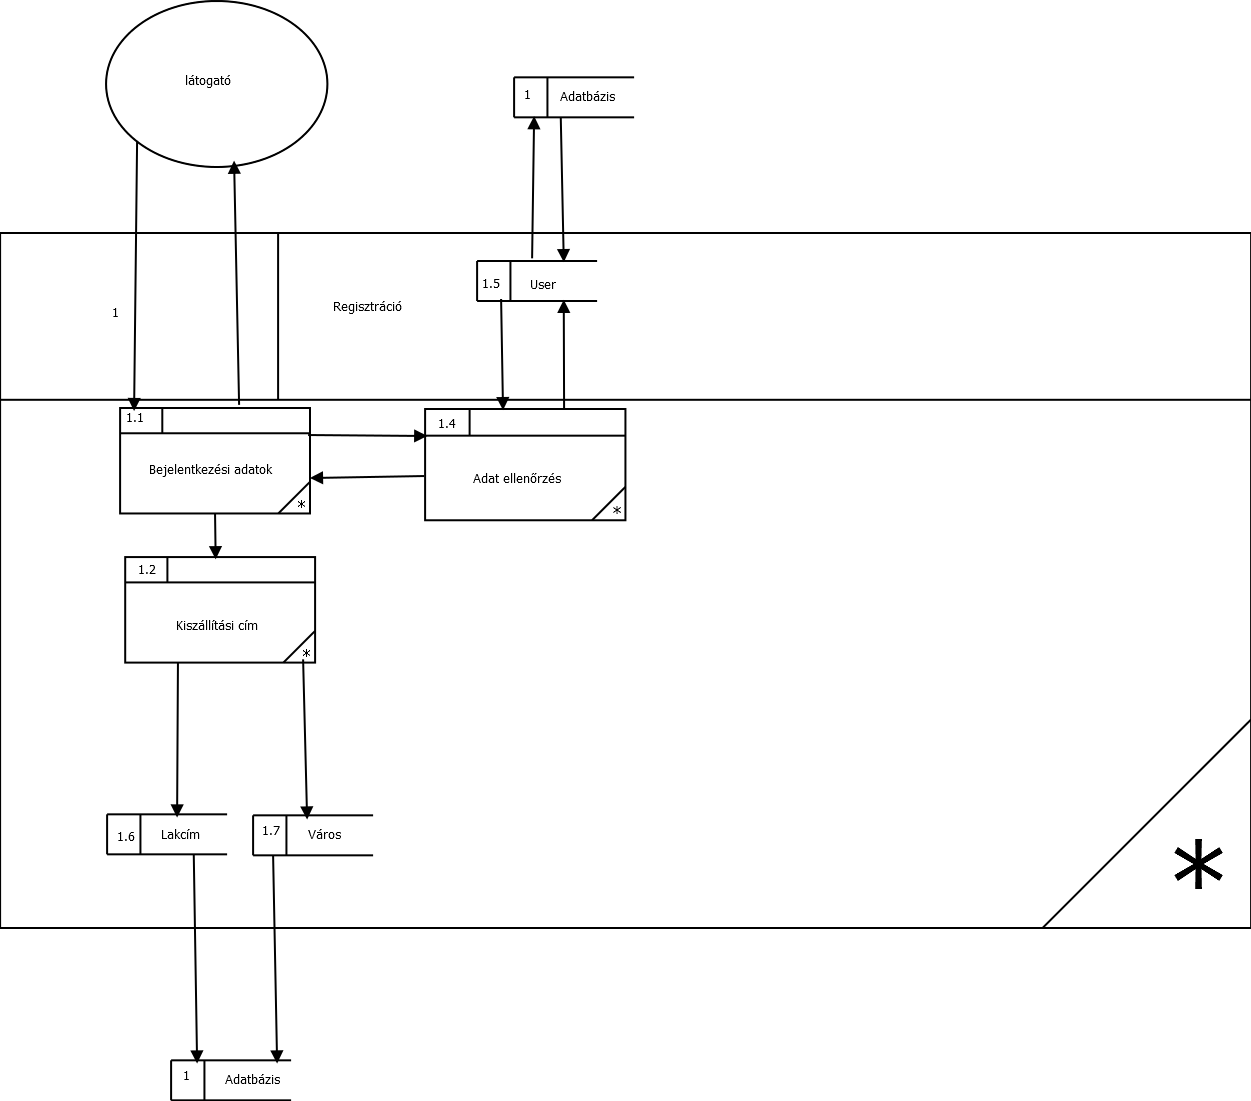 látogató
1
Adatbázis
1
Regisztráció
1.5
User
1.1
Bejelentkezési adatok
*
1.4
Adat ellenőrzés
*
1.2
Kiszállítási cím
*
1.6
Lakcím
1.7
Város
*
1
Adatbázis